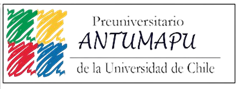 Preuniversitario
ANTUMAPU
de la Universidad de Chile